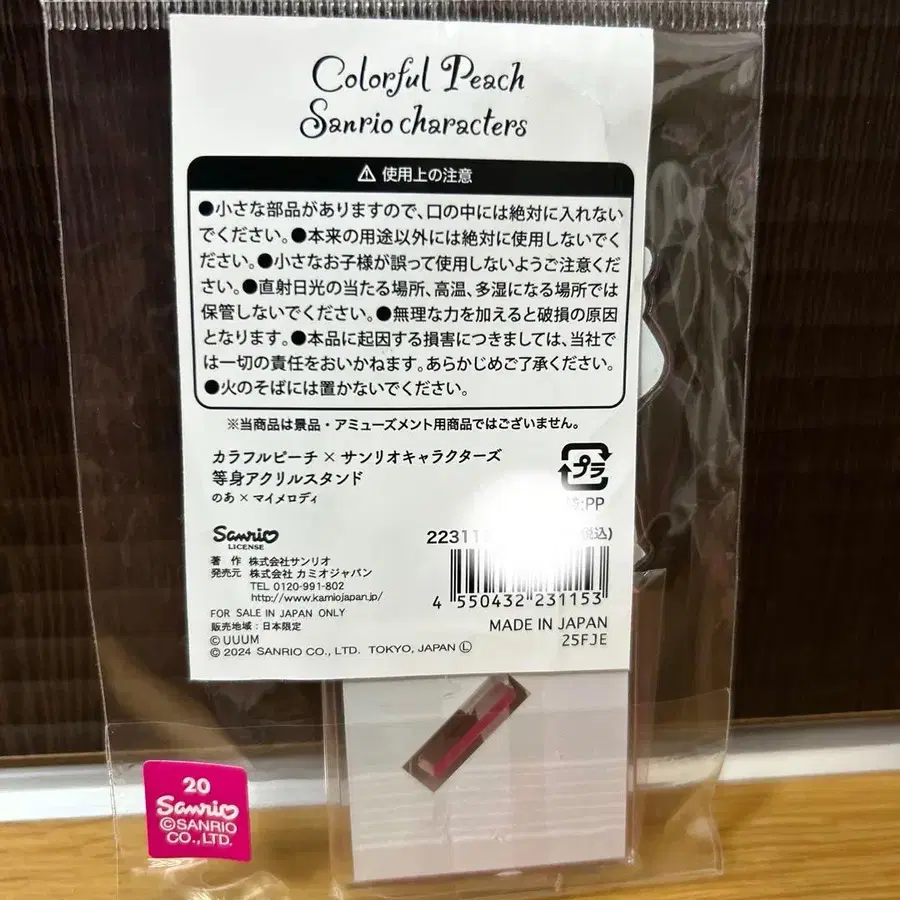 Colorful Peach
Sanrio characters
⚠ 使用上の注意
●小さな部品がありますので、口の中には絶対に入れない
でください。●本来の用途以外には絶対に使用しないでく
ださい。●小さなお子様が誤って使用しないようご注意くだ
さい。●直射日光の当たる場所、高温、多湿になる場所では
保管しないでください。●無理な力を加えると破損の原因
となります。●本品に起因する損害につきましては、当社で
は一切の責任をおいかねます。あらかじめご了承ください。
●火のそばには置かないでください。
※当商品は景品・アミューズメント用商品ではございません。
カラフルピーチ × サンリオキャラクターズ
等身アクリルスタンド
のあ × マイメロディ
プラ
:PP
Sanrio
LICENSE
著 作 株式会社サンリオ
発売元 株式会社 カミオジャパン
TEL 0120-991-802
http://www.kamiojapan.jp/
FOR SALE IN JAPAN ONLY
販売地域:日本限定
©UUUM
© 2024 SANRIO CO., LTD. TOKYO, JAPAN Ⓛ
税込)
4 550432 231153
MADE IN JAPAN
25FJE
20
Sanrio
©SANRIO
CO.,LTD.